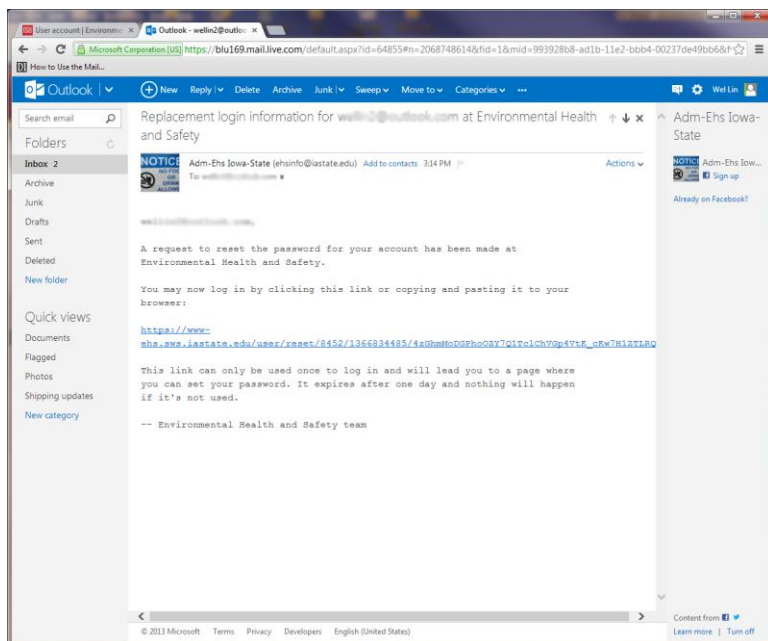 User account | Environme
Outlook - wellin2@outloo
Microsoft Corporation [US] https://blu169.mail.live.com/default.aspx?id=64855#n=2068748614&fid=1&mid=993928b8-ad1b-11e2-bbb4-00237de49bb6&f
How to Use the Mail...
Outlook
New Reply Delete Archive Junk Sweep Move to Categories ...
Wel Lin
Search email
Folders
Inbox 2
Archive
Junk
Drafts
Sent
Deleted
New folder
Quick views
Documents
Flagged
Photos
Shipping updates
New category
Replacement login information for at Environmental Health
and Safety
NOTICE
Adm-Ehs Iowa-State (ehsinfo@iastate.edu) Add to contacts 3:14 PM
To:
Actions
A request to reset the password for your account has been made at
Environmental Health and Safety.
You may now log in by clicking this link or copying and pasting it to your
browser:
https://www-
ehs.sws.iastate.edu/user/reset/8452/1366834485/
This link can only be used once to log in and will lead you to a page where
you can set your password. It expires after one day and nothing will happen
if it's not used.
-- Environmental Health and Safety team
Adm-Ehs Iowa-
State
NOTICE
Adm-Ehs Iow...
Sign up
Already on Facebook?
Content from
Learn more | Turn off
© 2013 Microsoft Terms Privacy Developers English (United States)